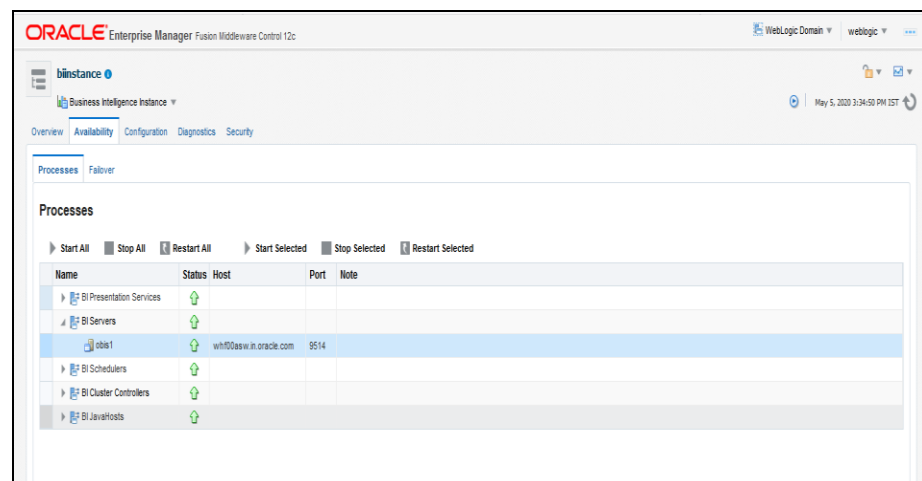 ORACLE Enterprise Manager Fusion Middleware Control 12c WebLogic Domain weblogic
biinstance
Business Intelligence Instance May 5, 2020 3:34:50 PM IST
Overview Availability Configuration Diagnostics Security
Processes Failover
Processes
Start All Stop All Restart All Start Selected Stop Selected Restart Selected
Name Status Host Port Note
BI Presentation Services
BI Servers
obis1 whf00asw.in.oracle.com 9514
BI Schedulers
BI Cluster Controllers
BI JavaHosts